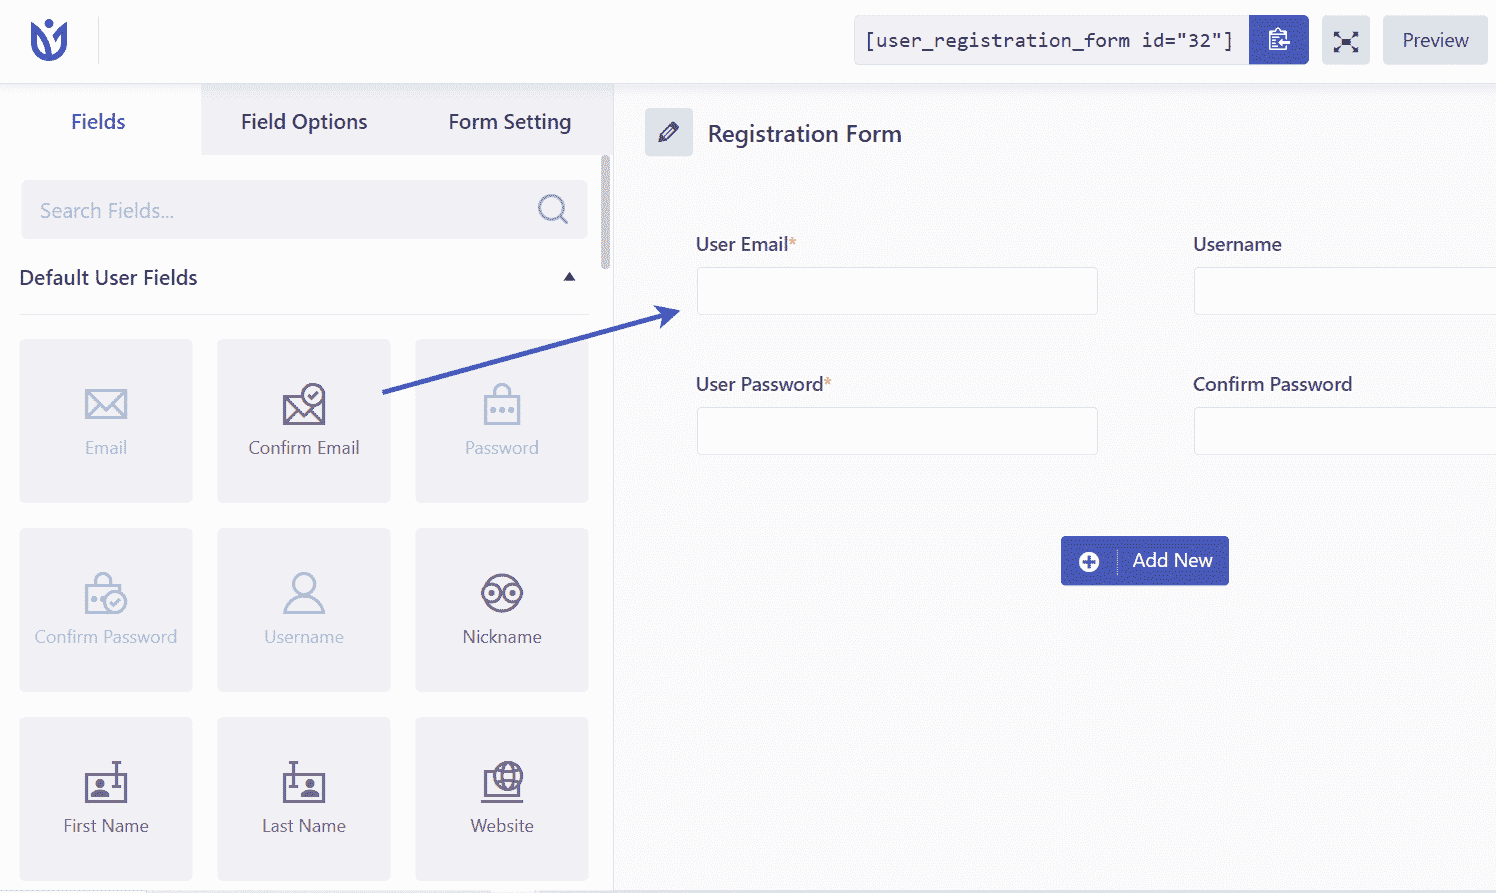 [user_registration_form id="32"]
Preview
Fields
Field Options
Form Setting
Search Fields...
Default User Fields
Email
Confirm Email
Password
Confirm Password
Username
Nickname
First Name
Last Name
Website
Registration Form
User Email*
Username
User Password*
Confirm Password
Add New